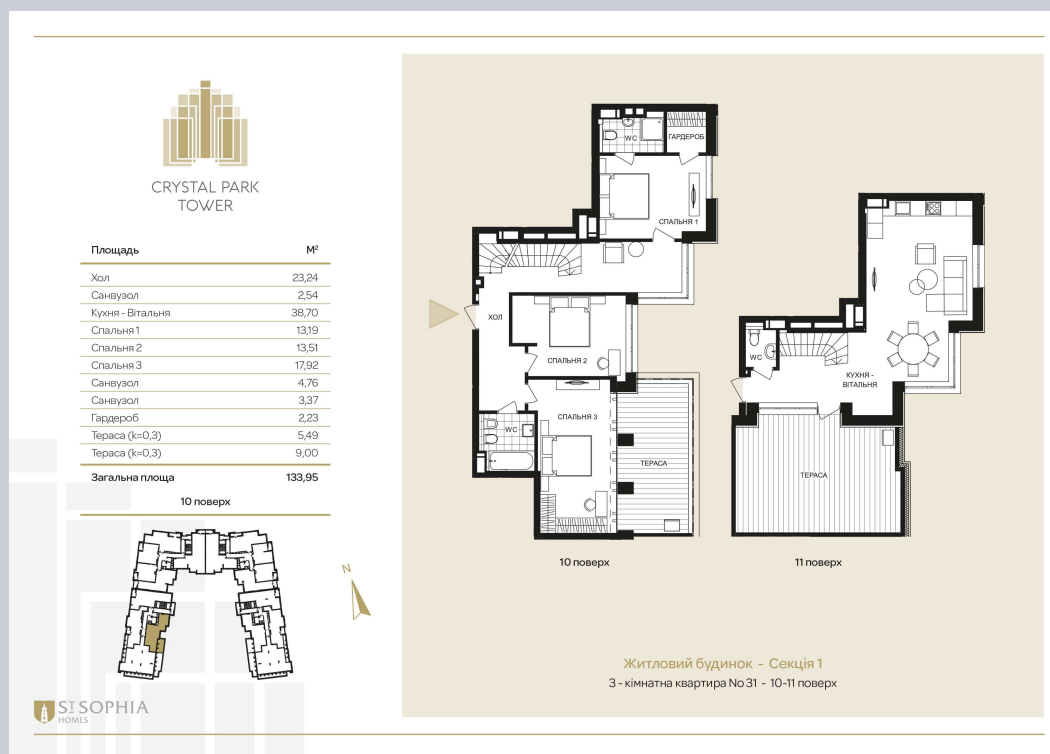 CRYSTAL PARK
TOWER
Площадь М²
Хол 23,24
Санвузол 2,54
Кухня - Вітальня 38,70
Спальня 1 13,19
Спальня 2 13,51
Спальня 3 17,92
Санвузол 4,76
Санвузол 3,37
Гардероб 2,23
Тераса (k=0,3) 5,49
Тераса (k=0,3) 9,00
Загальна площа 133,95
10 поверх
N
ST SOPHIA
HOMES
WC
ГАРДЕРОБ
СПАЛЬНЯ 1
ХОЛ
СПАЛЬНЯ 2
СПАЛЬНЯ 3
WC
ТЕРАСА
10 поверх
WC
КУХНЯ -
ВІТАЛЬНЯ
ТЕРАСА
11 поверх
Житловий будинок - Секція 1
3 - кімнатна квартира No 31 - 10-11 поверх